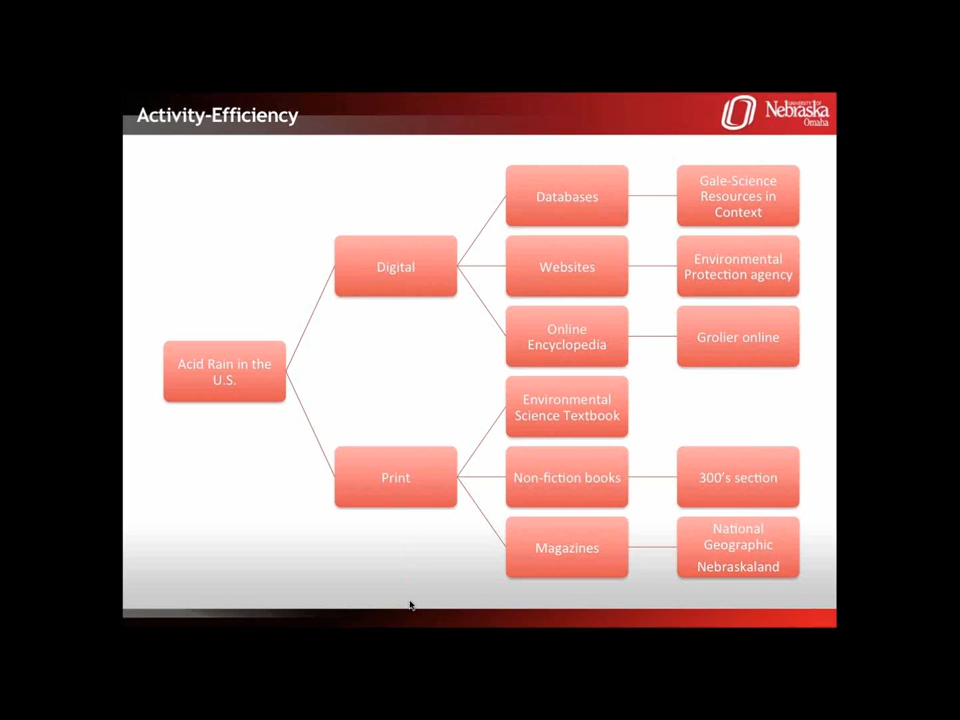 Activity-Efficiency
UNIVERSITY OF
Nebraska
Omaha
Databases
Gale-Science
Resources in
Context
Digital
Websites
Environmental
Protection agency
Online
Encyclopedia
Grolier online
Acid Rain in the
U.S.
Environmental
Science Textbook
Print
Non-fiction books
300's section
Magazines
National
Geographic
Nebraskaland